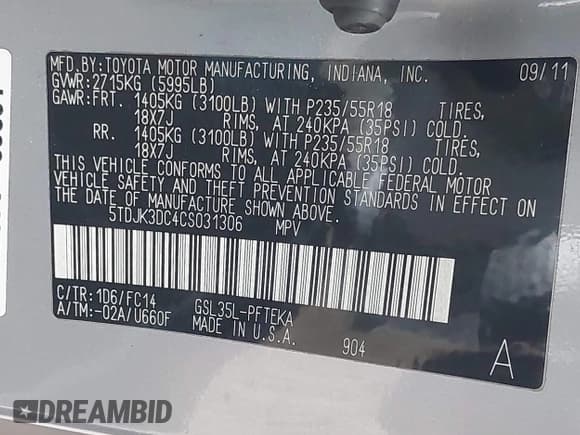 MFD.BY:TOYOTA MOTOR MANUFACTURING, INDIANA, INC. 09/11
GVWR:2715KG (5995LB)
GAWR:FRT. 1405KG (3100LB) WITH P235/55R18 TIRES,
18X7J RIMS, AT 240KPA (35PSI) COLD.
RR. 1405KG (3100LB) WITH P235/55R18 TIRES,
18X7J RIMS, AT 240KPA (35PSI) COLD.
THIS VEHICLE CONFORMS TO ALL APPLICABLE FEDERAL MOTOR
VEHICLE SAFETY AND THEFT PREVENTION STANDARDS IN EFFECT ON
THE DATE OF MANUFACTURE SHOWN ABOVE.
5TDJK3DC4CS031306 MPV
C/TR:1D6/FC14 GSL35L-PFTEKA
A/TM:-02A/U660F MADE IN U.S.A. 904 A
DREAMBID